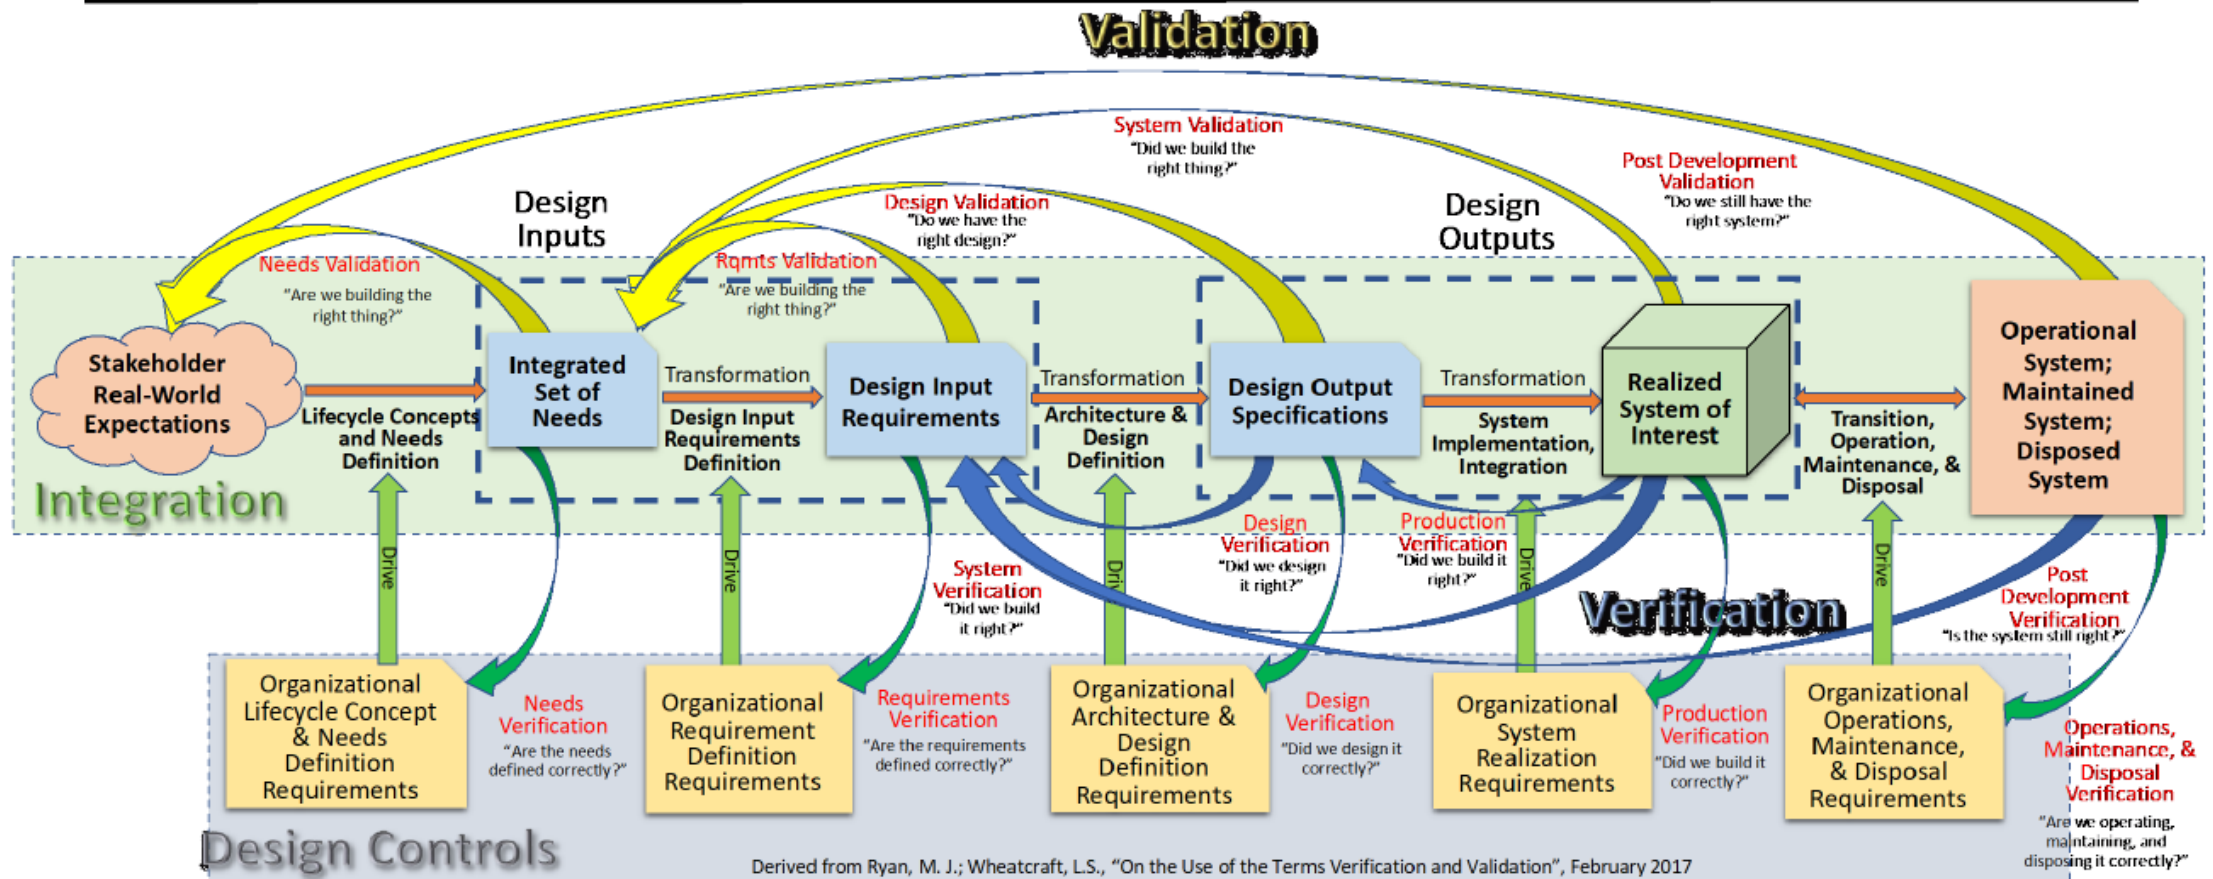 Validation
System Validation
"Did we build the
right thing?"
Post Development
Validation
"Do we still have the
right system?"
Design
Inputs
Design Validation
"Do we have the
right design?"
Design
Outputs
Needs Validation
"Are we building the
right thing?"
Rqmts Validation
"Are we building the
right thing?"
Stakeholder
Real-World
Expectations
Lifecycle Concepts
and Needs
Definition
Integrated
Set of
Needs
Transformation
Design Input
Requirements
Definition
Design Input
Requirements
Transformation
Architecture &
Design
Definition
Design Output
Specifications
Transformation
System
Implementation,
Integration
Realized
System of
Interest
Transition,
Operation,
Maintenance, &
Disposal
Operational
System;
Maintained
System;
Disposed
System
Integration
Drive
Drive
Drive
Drive
Drive
System
Verification
"Did we build
it right?"
Design
Verification
"Did we design
it right?"
Production
Verification
"Did we build it
right?"
Verification
Post
Development
Verification
"Is the system still right?"
Organizational
Lifecycle Concept
& Needs
Definition
Requirements
Needs
Verification
"Are the needs
defined correctly?"
Organizational
Requirement
Definition
Requirements
Requirements
Verification
"Are the requirements
defined correctly?"
Organizational
Architecture &
Design
Definition
Requirements
Design
Verification
"Did we design it
correctly?"
Organizational
System
Realization
Requirements
Production
Verification
"Did we build it
correctly?"
Organizational
Operations,
Maintenance,
& Disposal
Requirements
Operations,
Maintenance, &
Disposal
Verification
"Are we operating,
maintaining, and
disposing it correctly?"
Design Controls
Derived from Ryan, M. J.; Wheatcraft, L.S., "On the Use of the Terms Verification and Validation", February 2017